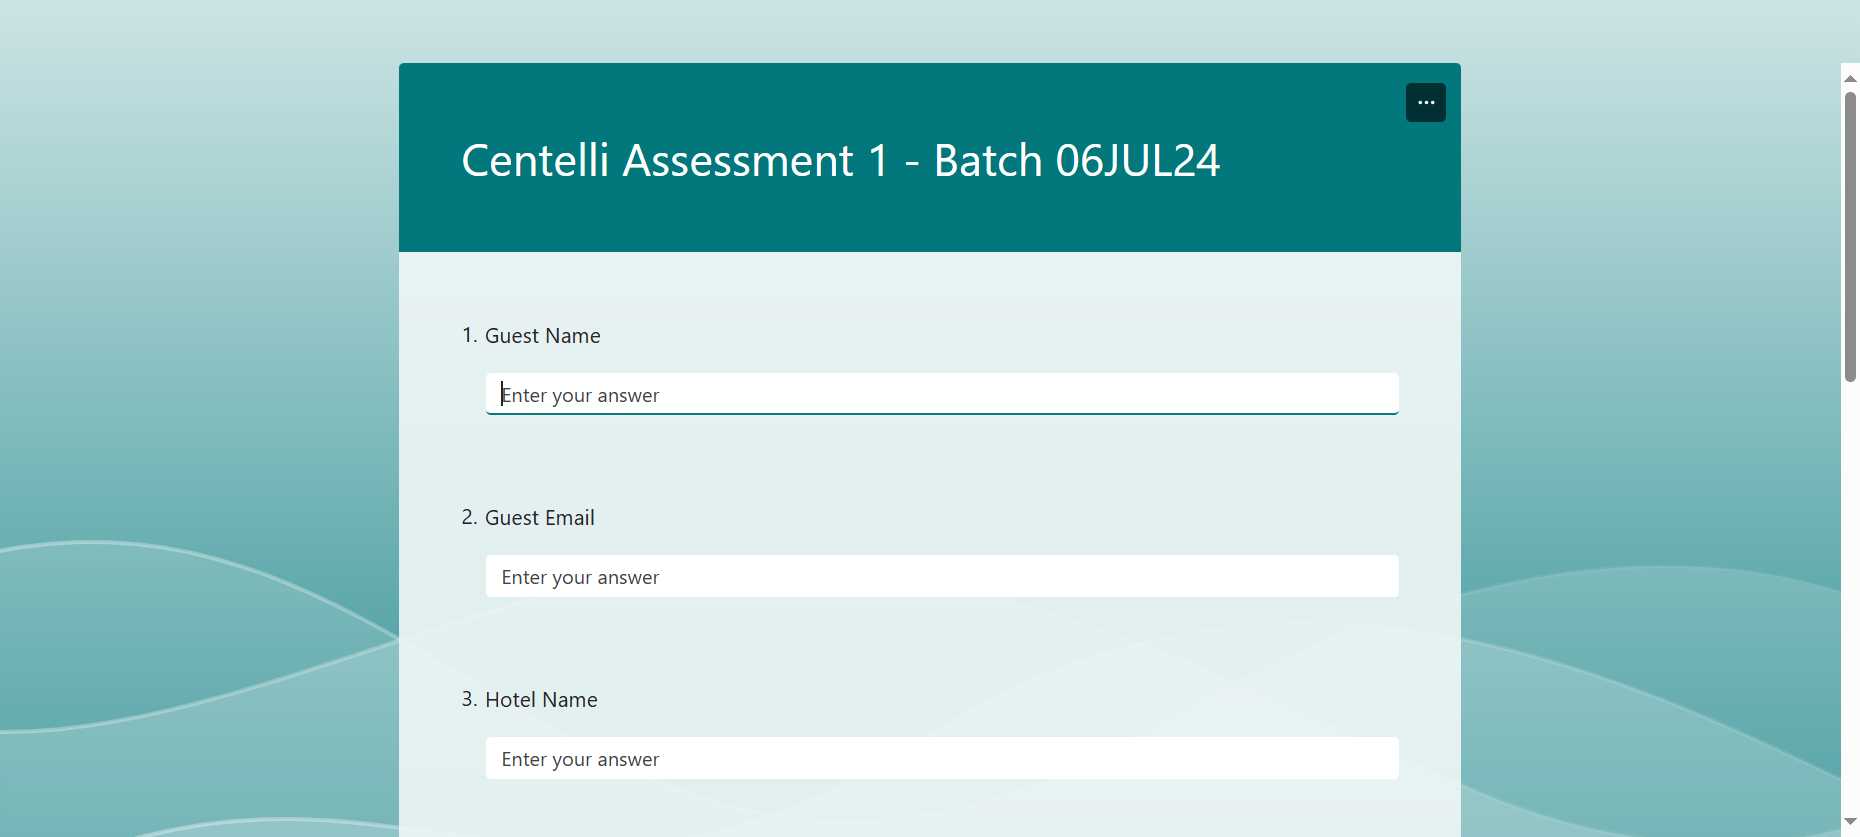 ...
Centelli Assessment 1 - Batch 06JUL24
1. Guest Name
Enter your answer
2. Guest Email
Enter your answer
3. Hotel Name
Enter your answer